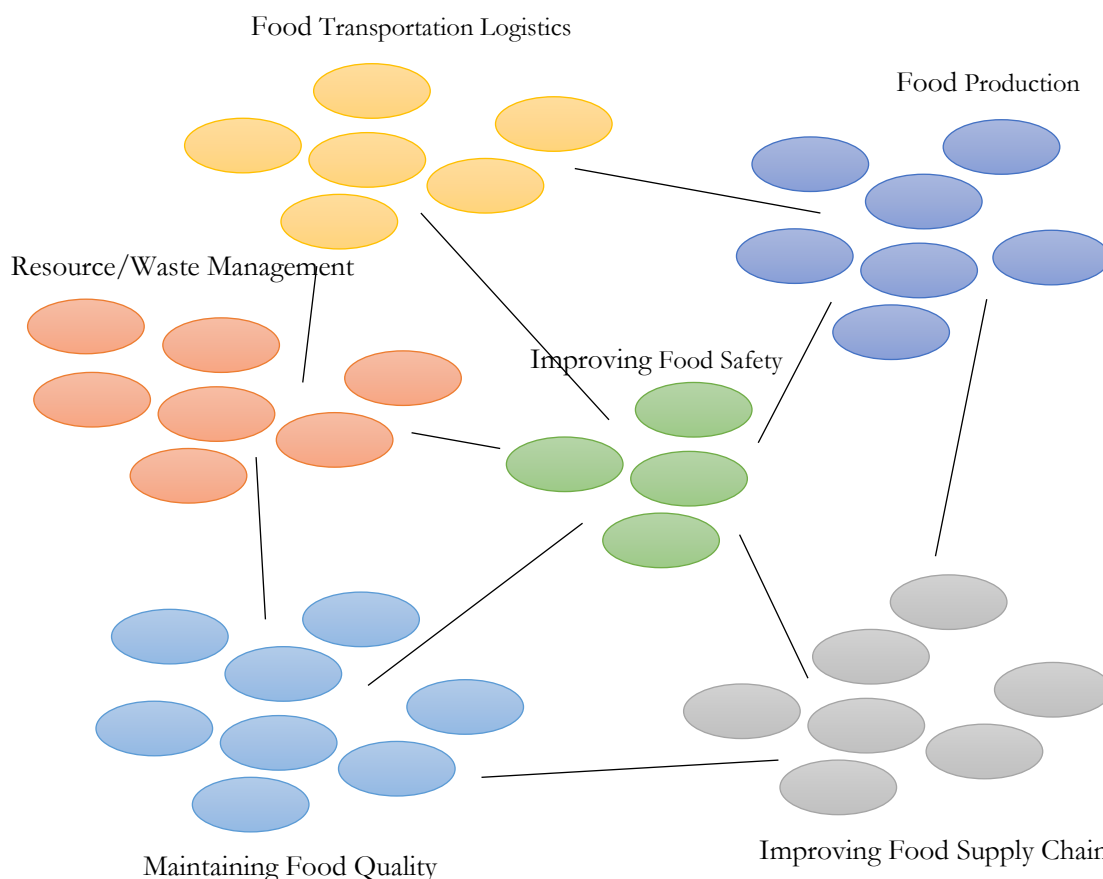 Food Transportation Logistics
Food Production
Resource/Waste Management
Improving Food Safety
Maintaining Food Quality
Improving Food Supply Chain